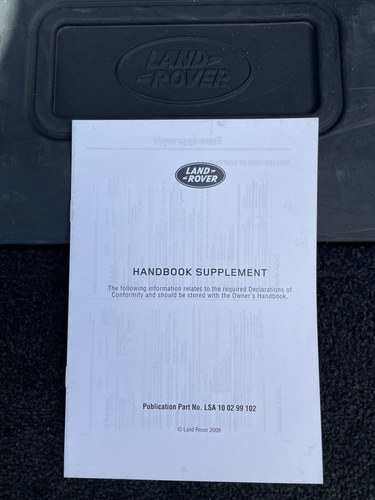 LAND
ROVER
LAND
ROVER
HANDBOOK SUPPLEMENT
The following information relates to the required Declarations of
Conformity and should be stored with the Owner's Handbook.
Publication Part No. LSA 10 02 99 102
© Land Rover 2009